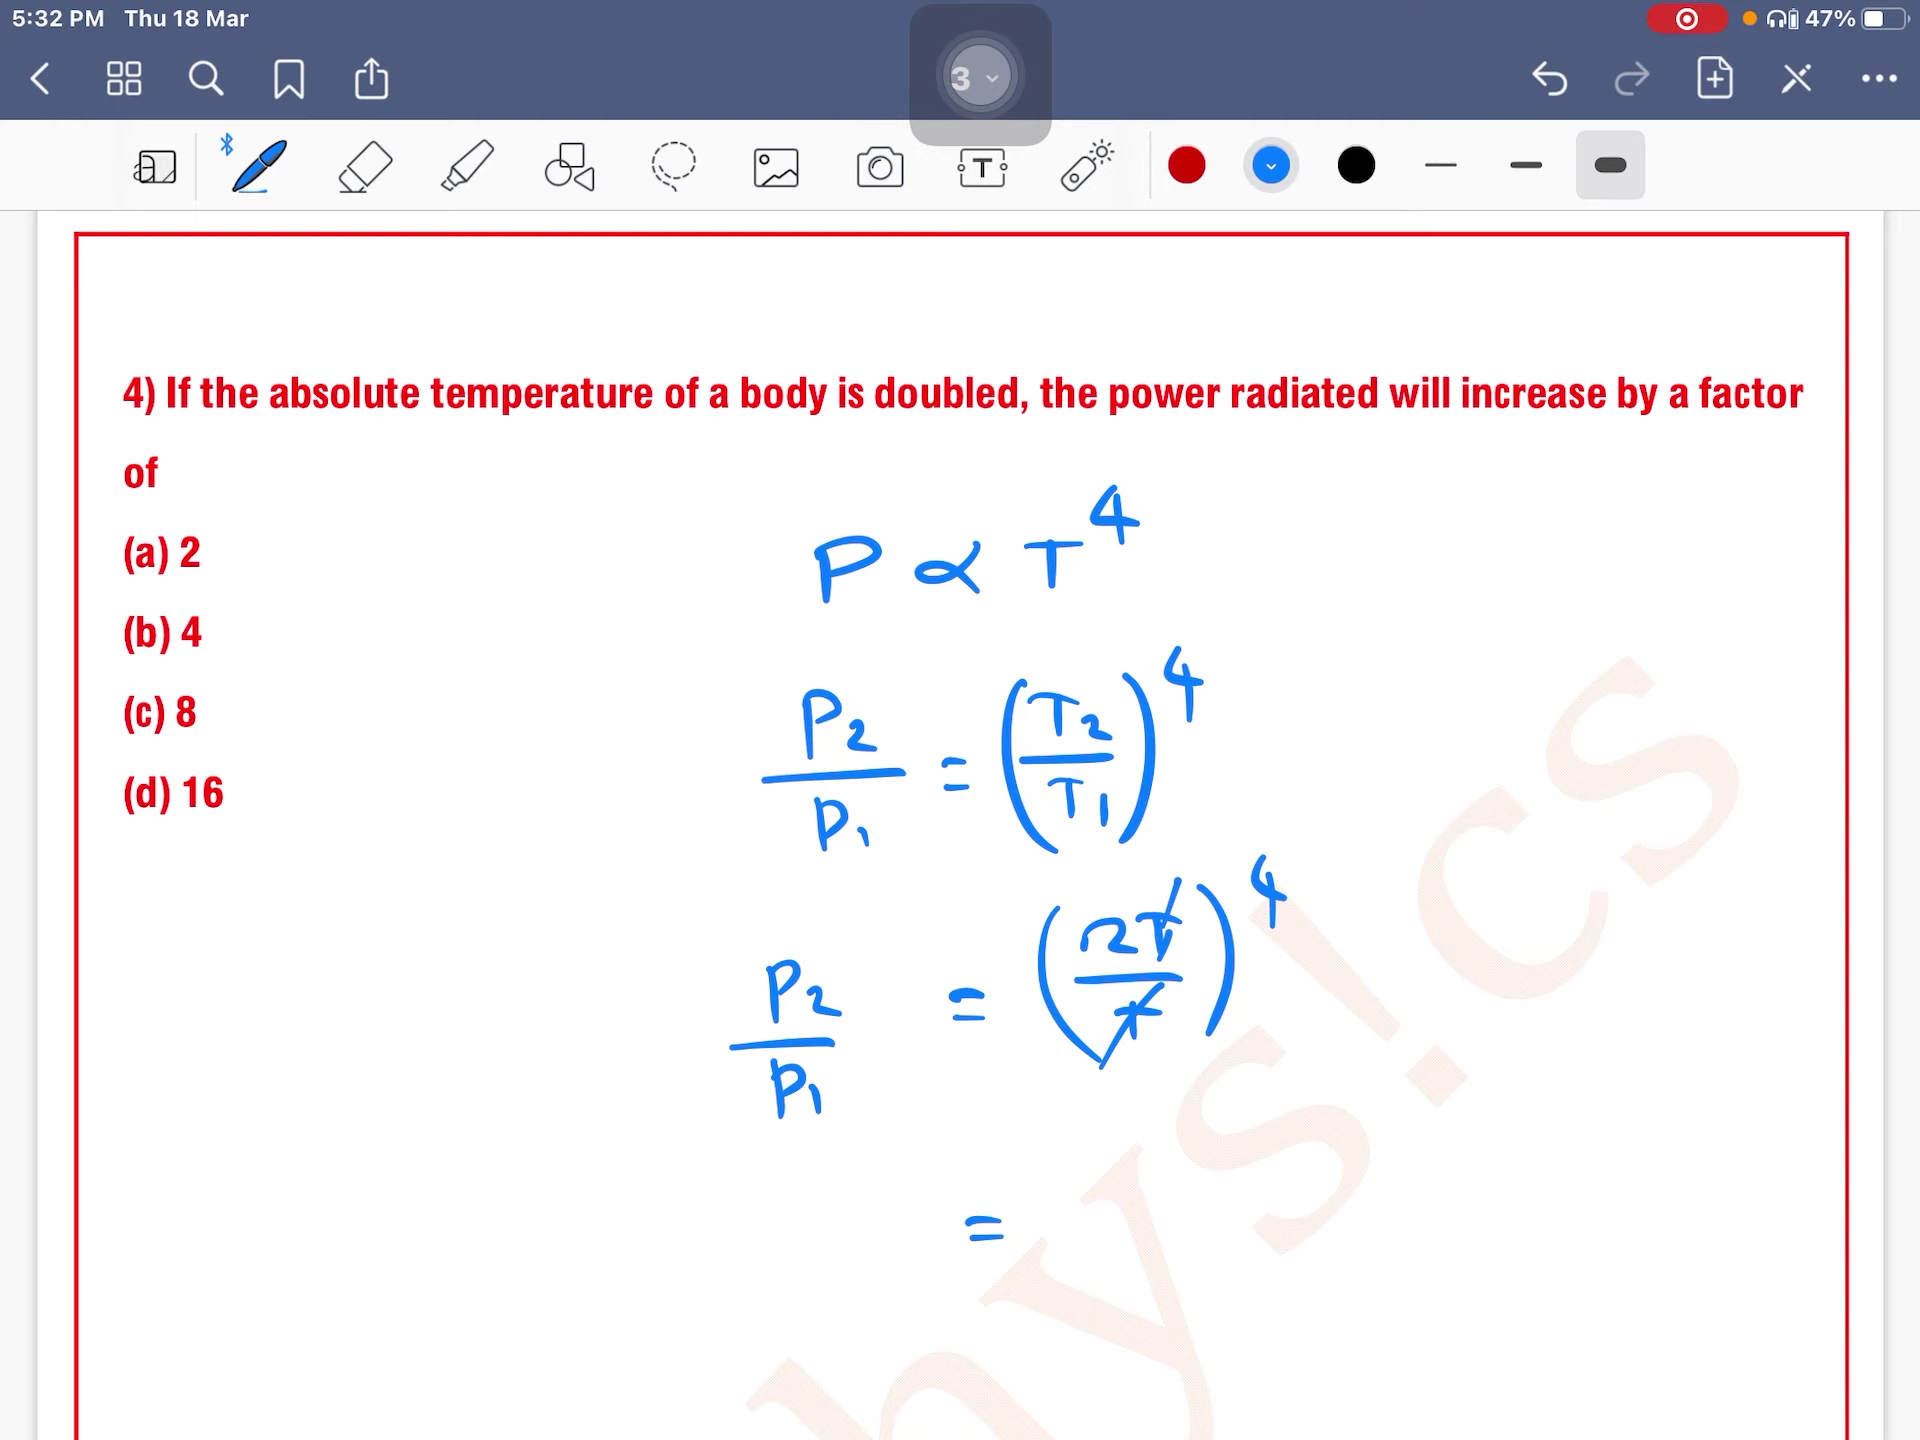 5:32 PM Thu 18 Mar
47%
3
a
T
4) If the absolute temperature of a body is doubled, the power radiated will increase by a factor
of
(a) 2
(b) 4
(c) 8
(d) 16
P ∝ T⁴
P₂/P₁ = (T₂/T₁)⁴
P₂/P₁ = (2T/T)⁴
=
hys!cs